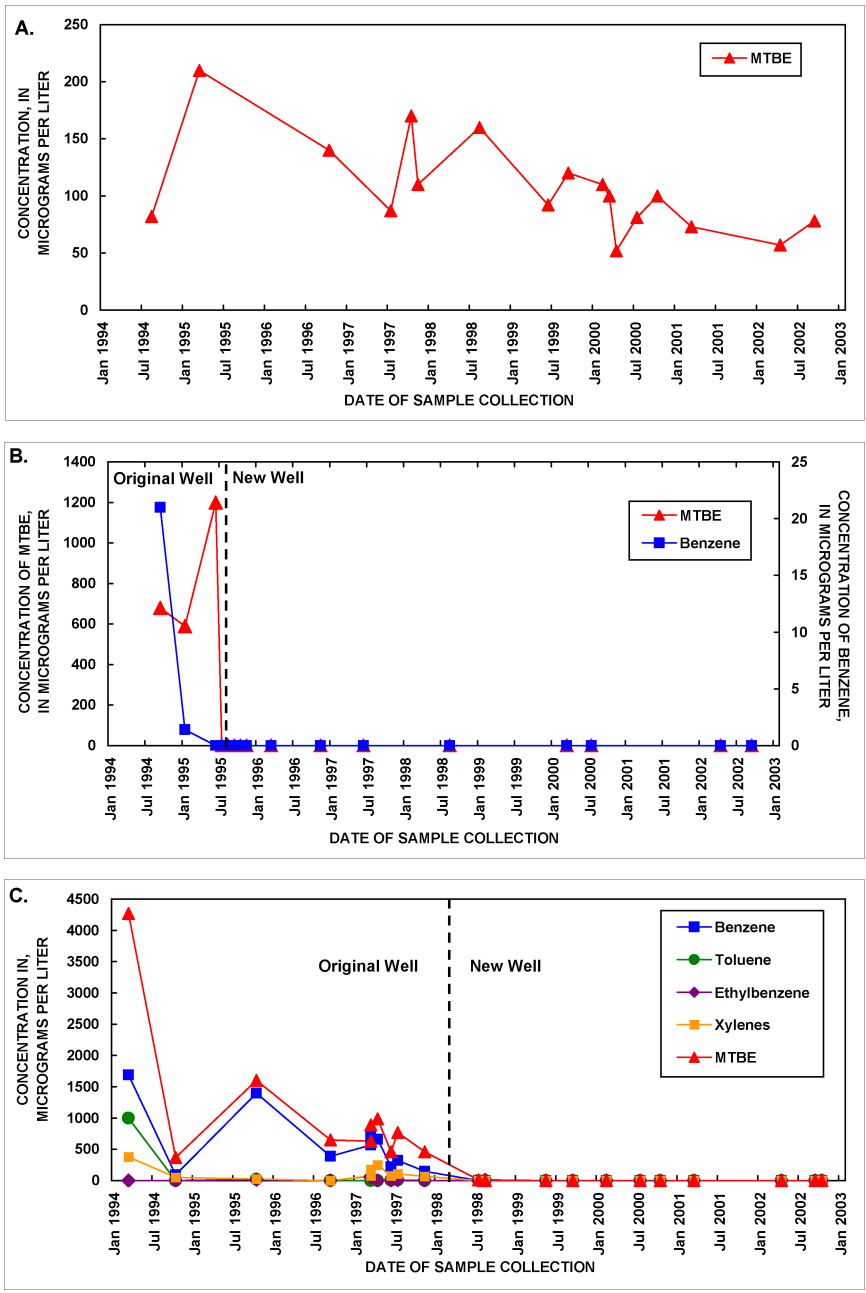 A.
CONCENTRATION, IN
MICROGRAMS PER LITER
250
200
150
100
50
0
MTBE
Jan 1994
Jul 1994
Jan 1995
Jul 1995
Jan 1996
Jul 1996
Jan 1997
Jul 1997
Jan 1998
Jul 1998
Jan 1999
Jul 1999
Jan 2000
Jul 2000
Jan 2001
Jul 2001
Jan 2002
Jul 2002
Jan 2003
DATE OF SAMPLE COLLECTION
B.
CONCENTRATION OF MTBE,
IN MICROGRAMS PER LITER
1400
1200
1000
800
600
400
200
0
Original Well
New Well
MTBE
Benzene
25
20
15
10
5
0
CONCENTRATION OF BENZENE,
IN MICROGRAMS PER LITER
Jan 1994
Jul 1994
Jan 1995
Jul 1995
Jan 1996
Jul 1996
Jan 1997
Jul 1997
Jan 1998
Jul 1998
Jan 1999
Jul 1999
Jan 2000
Jul 2000
Jan 2001
Jul 2001
Jan 2002
Jul 2002
Jan 2003
DATE OF SAMPLE COLLECTION
C.
CONCENTRATION IN,
MICROGRAMS PER LITER
4500
4000
3500
3000
2500
2000
1500
1000
500
0
Original Well
New Well
Benzene
Toluene
Ethylbenzene
Xylenes
MTBE
Jan 1994
Jul 1994
Jan 1995
Jul 1995
Jan 1996
Jul 1996
Jan 1997
Jul 1997
Jan 1998
Jul 1998
Jan 1999
Jul 1999
Jan 2000
Jul 2000
Jan 2001
Jul 2001
Jan 2002
Jul 2002
Jan 2003
DATE OF SAMPLE COLLECTION